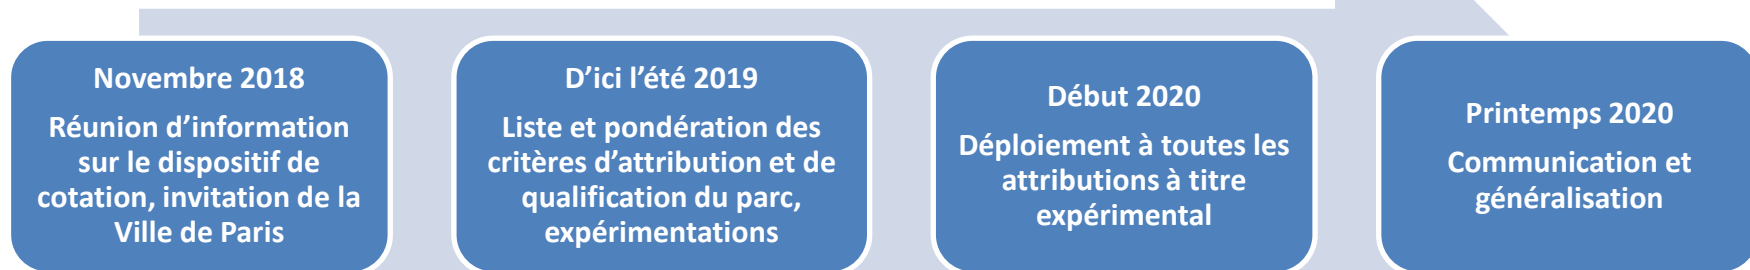 Novembre 2018
Réunion d’information
sur le dispositif de
cotation, invitation de la
Ville de Paris
D’ici l’été 2019
Liste et pondération des
critères d’attribution et de
qualification du parc,
expérimentations
Début 2020
Déploiement à toutes les
attributions à titre
expérimental
Printemps 2020
Communication et
généralisation